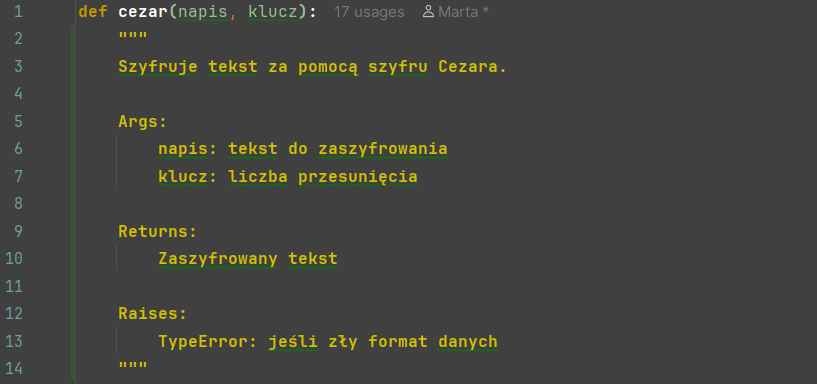 1 def cezar(napis, klucz): 17 usages Marta *
2 """
3 Szyfruje tekst za pomocą szyfru Cezara.
4
5 Args:
6 napis: tekst do zaszyfrowania
7 klucz: liczba przesunięcia
8
9 Returns:
10 Zaszyfrowany tekst
11
12 Raises:
13 TypeError: jeśli zły format danych
14 """